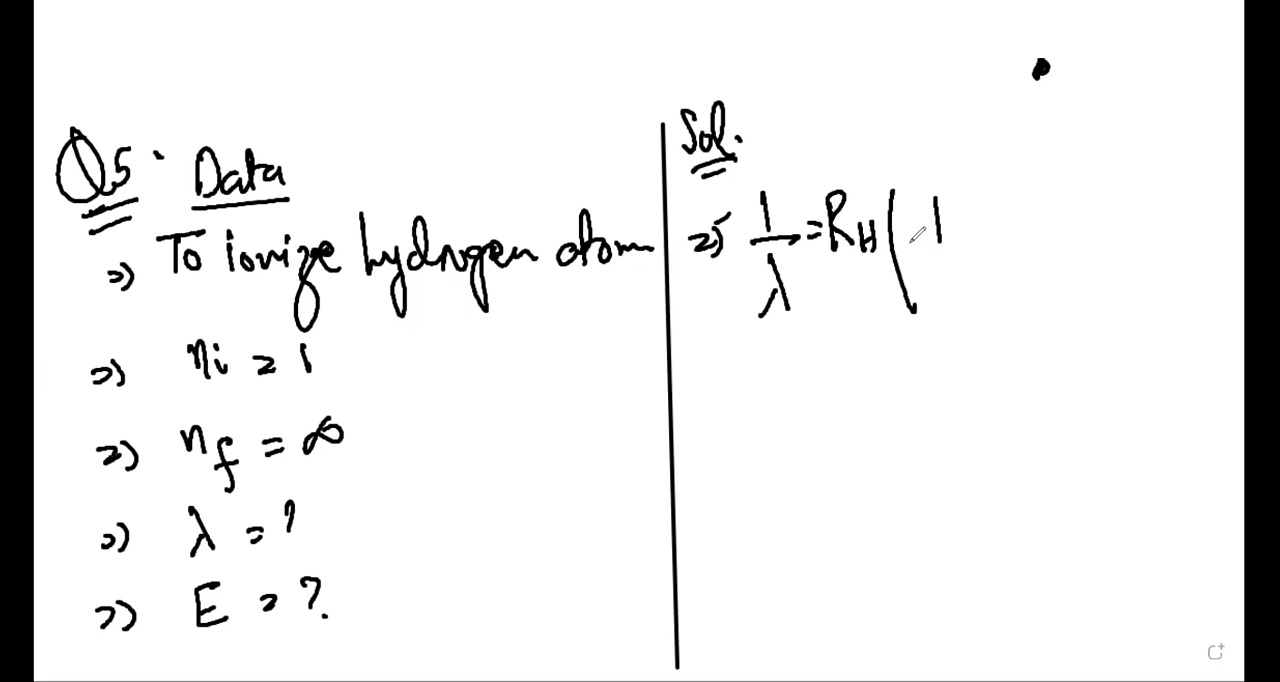 Q5: Data
=) To ionize hydrogen atom
=) ni = 1
=) nf = ∞
=) λ = ?
=) E = ?
Sol.
=) 1/λ = RH ( 1